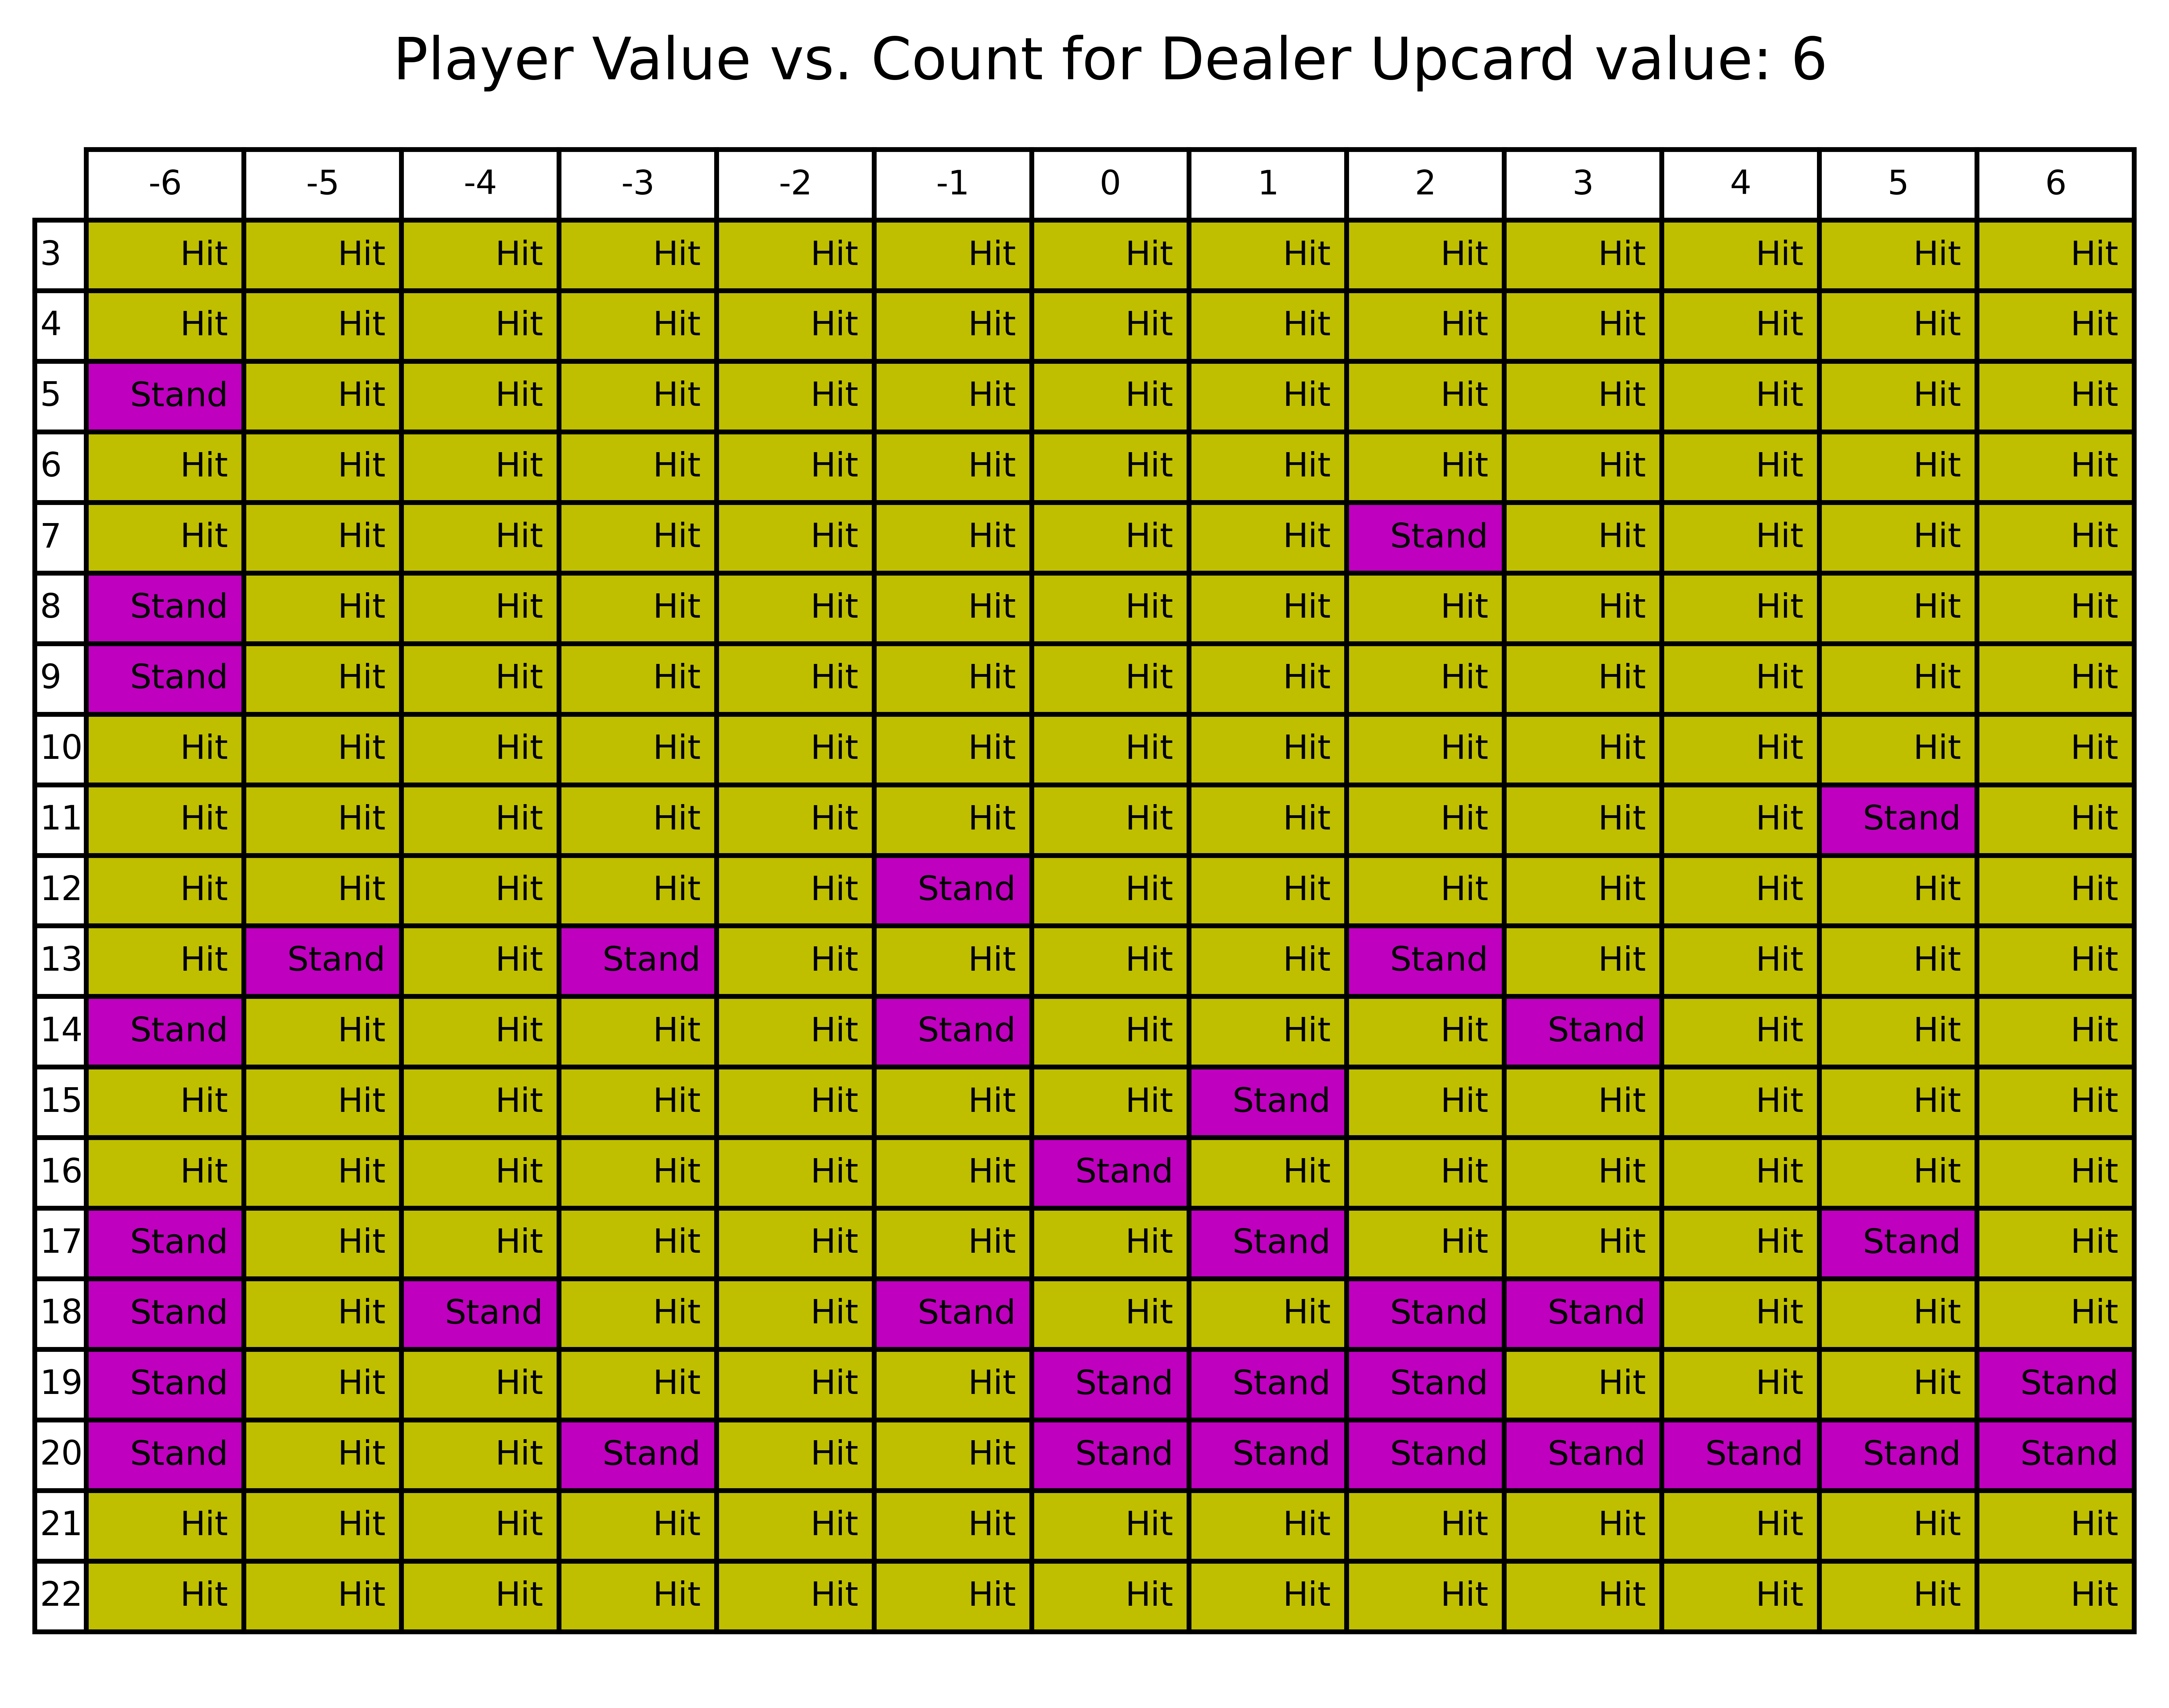 Player Value vs. Count for Dealer Upcard value: 6
-6 -5 -4 -3 -2 -1 0 1 2 3 4 5 6
3 Hit Hit Hit Hit Hit Hit Hit Hit Hit Hit Hit Hit Hit
4 Hit Hit Hit Hit Hit Hit Hit Hit Hit Hit Hit Hit Hit
5 Stand Hit Hit Hit Hit Hit Hit Hit Hit Hit Hit Hit Hit
6 Hit Hit Hit Hit Hit Hit Hit Hit Hit Hit Hit Hit Hit
7 Hit Hit Hit Hit Hit Hit Hit Hit Stand Hit Hit Hit Hit
8 Stand Hit Hit Hit Hit Hit Hit Hit Hit Hit Hit Hit Hit
9 Stand Hit Hit Hit Hit Hit Hit Hit Hit Hit Hit Hit Hit
10 Hit Hit Hit Hit Hit Hit Hit Hit Hit Hit Hit Hit Hit
11 Hit Hit Hit Hit Hit Hit Hit Hit Hit Hit Hit Stand Hit
12 Hit Hit Hit Hit Hit Stand Hit Hit Hit Hit Hit Hit Hit
13 Hit Stand Hit Stand Hit Hit Hit Hit Stand Hit Hit Hit Hit
14 Stand Hit Hit Hit Hit Stand Hit Hit Hit Stand Hit Hit Hit
15 Hit Hit Hit Hit Hit Hit Hit Stand Hit Hit Hit Hit Hit
16 Hit Hit Hit Hit Hit Hit Stand Hit Hit Hit Hit Hit Hit
17 Stand Hit Hit Hit Hit Hit Hit Stand Hit Hit Hit Stand Hit
18 Stand Hit Stand Hit Hit Stand Hit Hit Stand Stand Hit Hit Hit
19 Stand Hit Hit Hit Hit Hit Stand Stand Stand Hit Hit Hit Stand
20 Stand Hit Hit Stand Hit Hit Stand Stand Stand Stand Stand Stand Stand
21 Hit Hit Hit Hit Hit Hit Hit Hit Hit Hit Hit Hit Hit
22 Hit Hit Hit Hit Hit Hit Hit Hit Hit Hit Hit Hit Hit